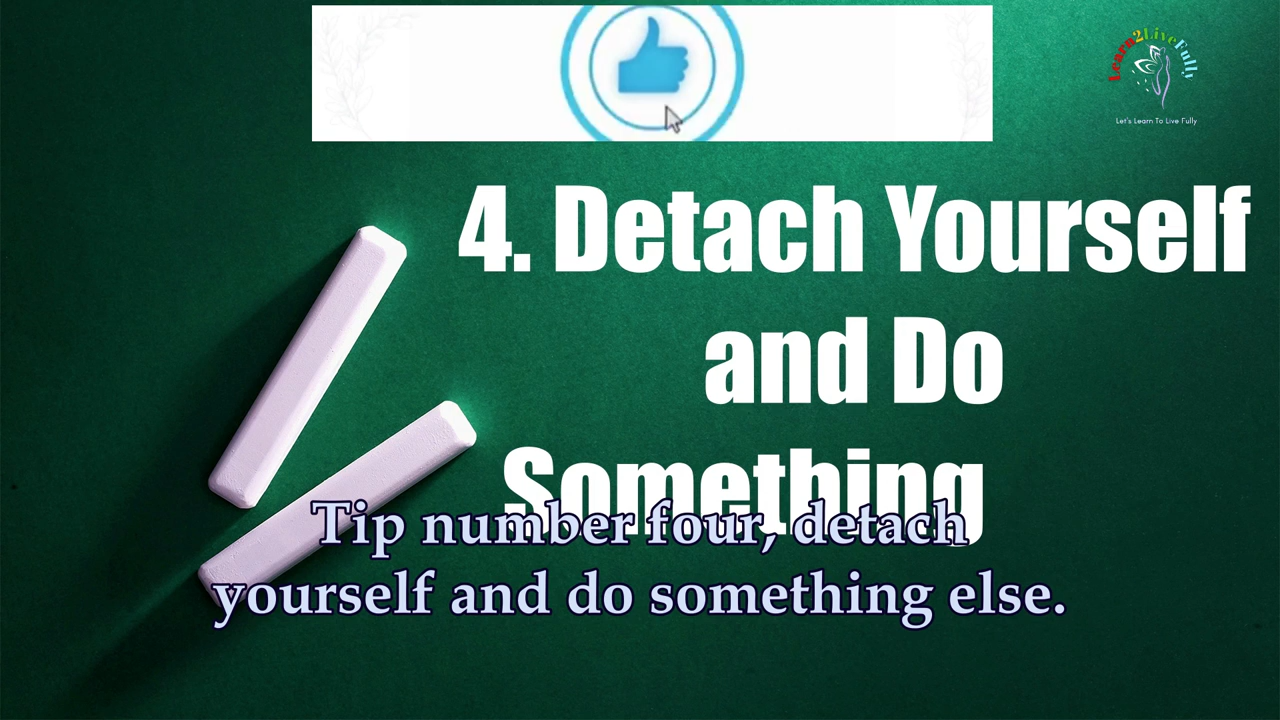 Learn2LiveFully
Let's Learn To Live Fully
4. Detach Yourself
and Do
Something
Tip number four, detach
yourself and do something else.